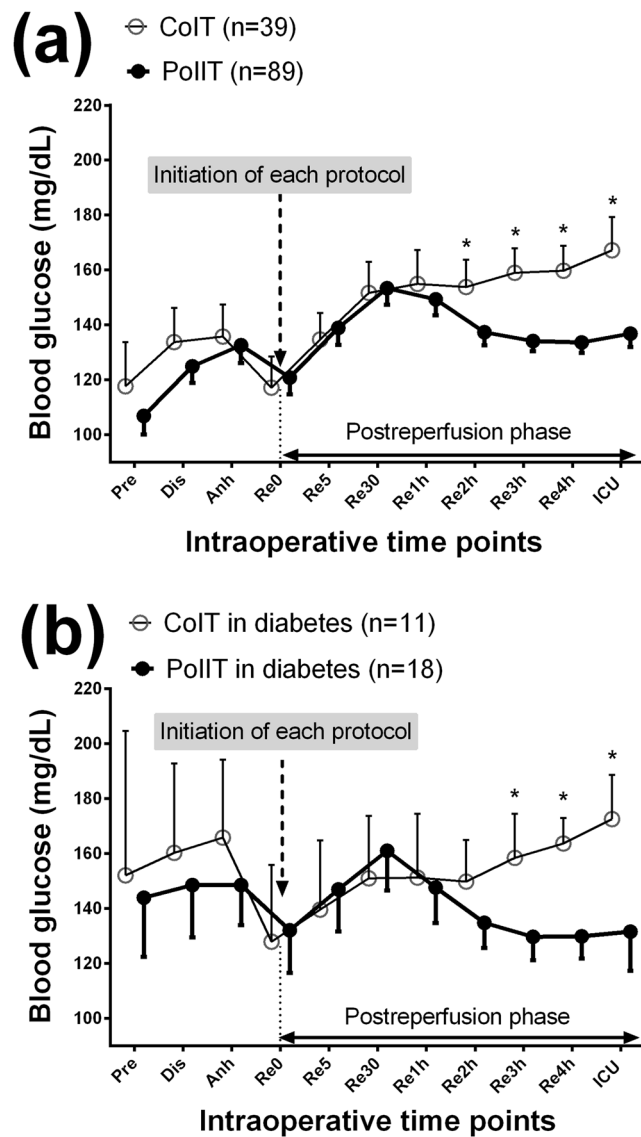 (a)
CoIT (n=39)
PoIIT (n=89)
220
200
180
160
140
120
100
Blood glucose (mg/dL)
Initiation of each protocol
* * * *
Postreperfusion phase
Pre Dis Anh Re0 Re5 Re30 Re1h Re2h Re3h Re4h ICU
Intraoperative time points
(b)
CoIT in diabetes (n=11)
PoIIT in diabetes (n=18)
220
200
180
160
140
120
100
Blood glucose (mg/dL)
Initiation of each protocol
* * *
Postreperfusion phase
Pre Dis Anh Re0 Re5 Re30 Re1h Re2h Re3h Re4h ICU
Intraoperative time points